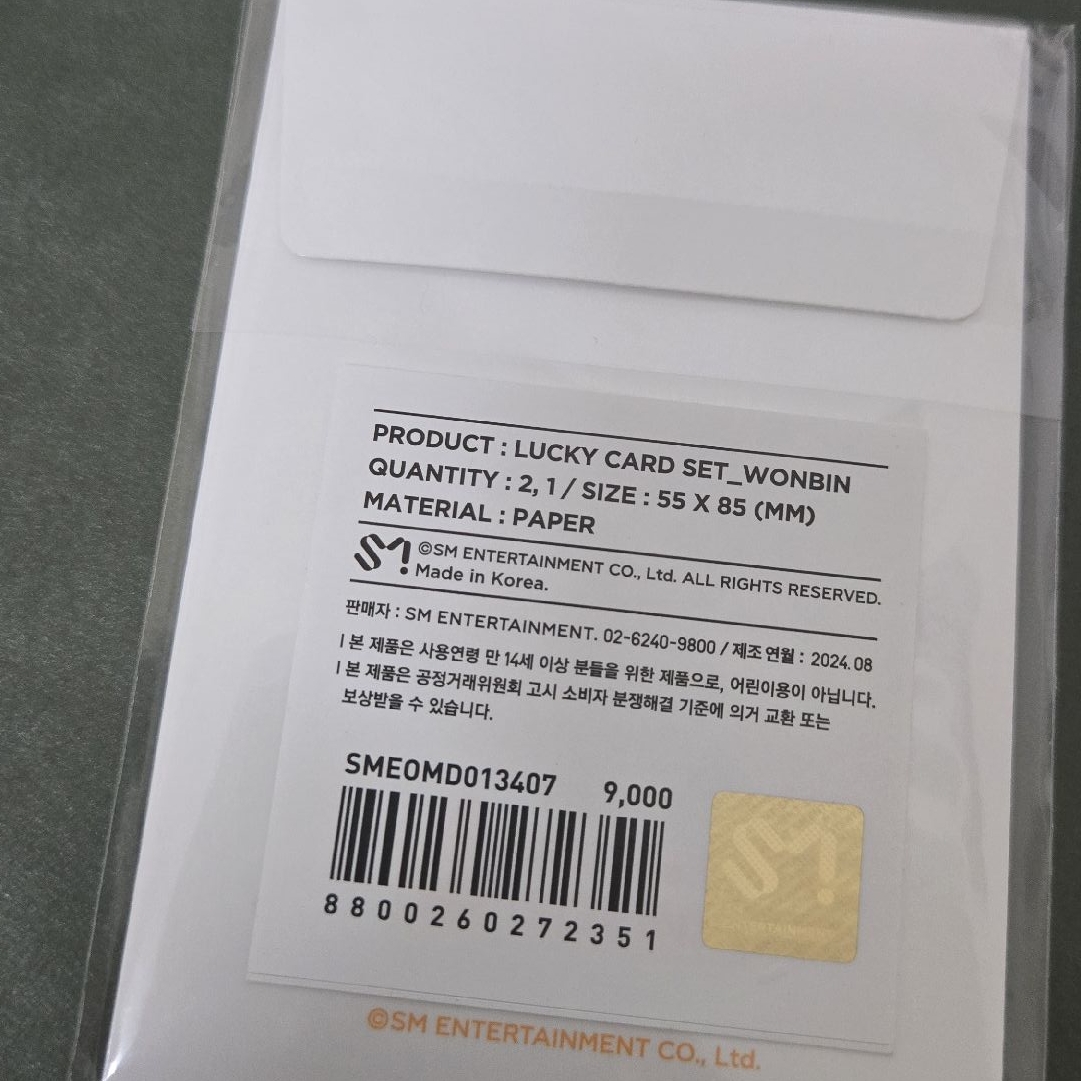 PRODUCT : LUCKY CARD SET_WONBIN
QUANTITY : 2, 1 / SIZE : 55 X 85 (MM)
MATERIAL : PAPER
SM! ©SM ENTERTAINMENT CO., Ltd. ALL RIGHTS RESERVED.
Made in Korea.
판매자 : SM ENTERTAINMENT. 02-6240-9800 / 제조 연월 : 2024. 08
l 본 제품은 사용연령 만 14세 이상 분들을 위한 제품으로, 어린이용이 아닙니다.
l 본 제품은 공정거래위원회 고시 소비자 분쟁해결 기준에 의거 교환 또는
보상받을 수 있습니다.
SMEOMD013407 9,000
8800260272351
SM!
ENTERTAINMENT
©SM ENTERTAINMENT CO., Ltd.